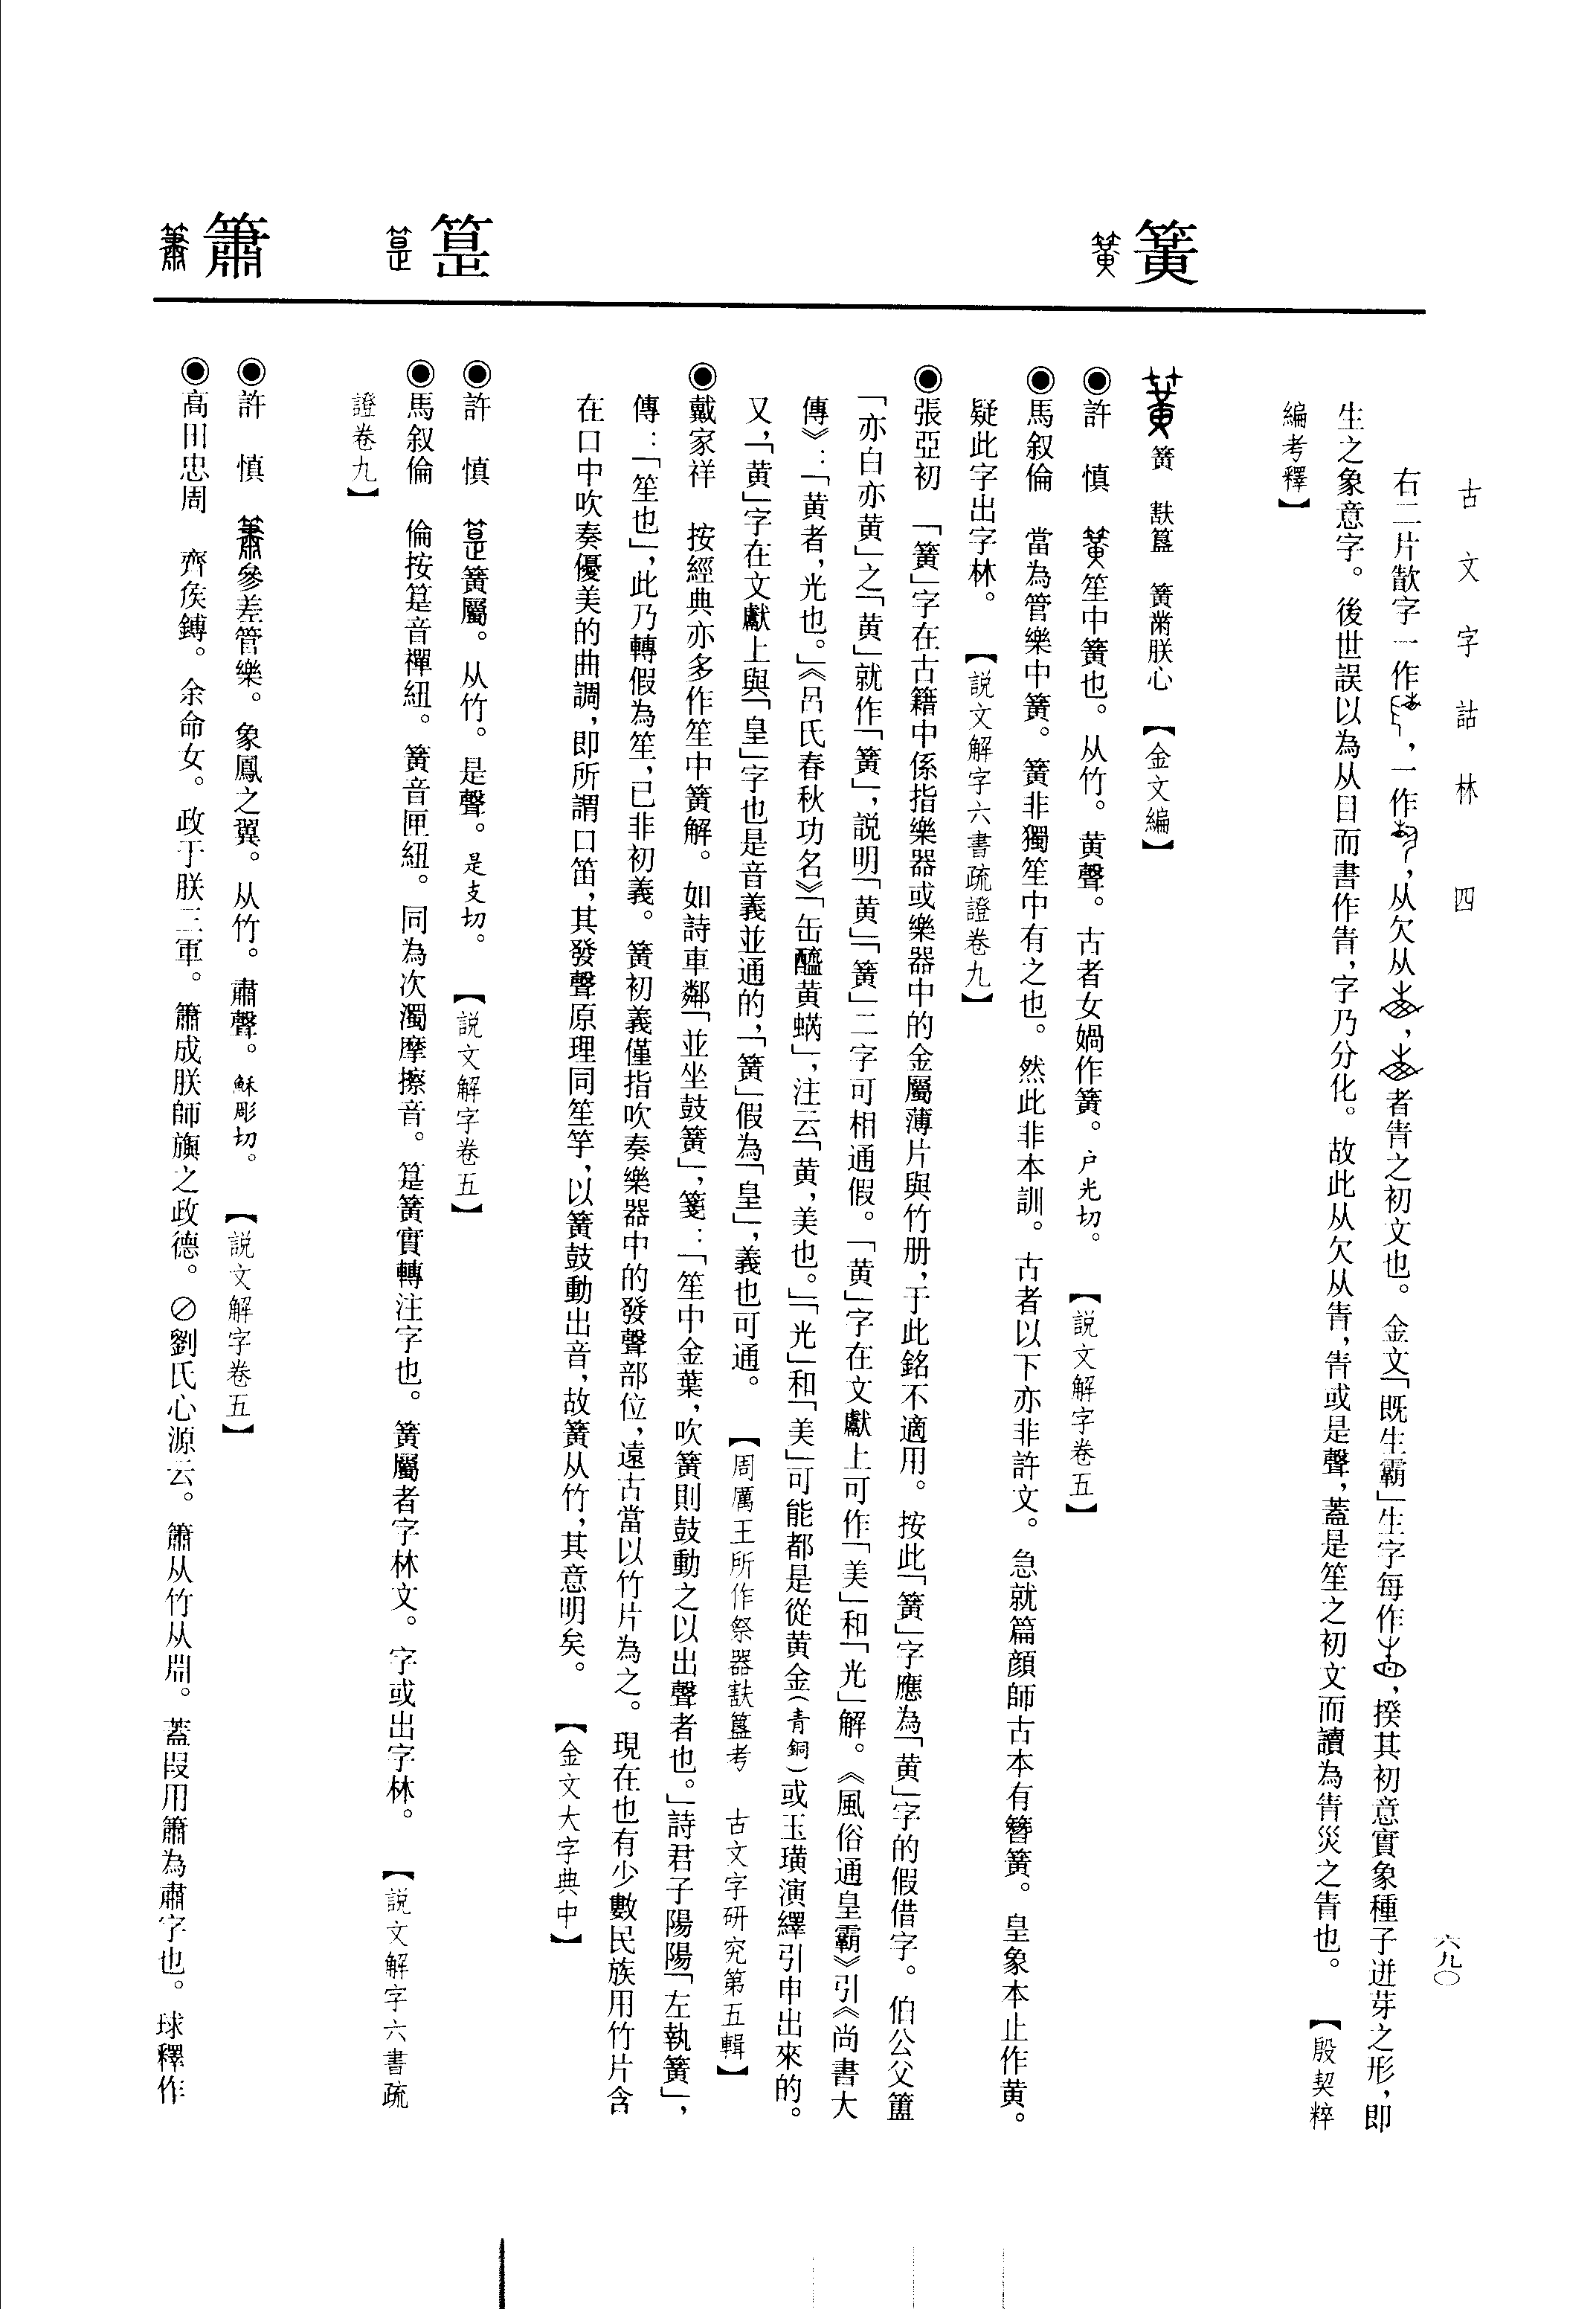 古文字詁林　四
六九〇
右二片歔字一作，一作，从欠从，者眚之初文也。金文「既生霸」生字每作，揆其初意實象種子迸芽之形，即
生之象意字。後世誤以為从目而書作眚，字乃分化。故此从欠从眚，眚或是聲，蓋是笙之初文而讀為眚災之眚也。【殷契粹
編考釋】
簧
簧　㝬簋　簧黹朕心　【金文編】
◉許　慎　笙中簧也。从竹。黄聲。古者女媧作簧。户光切。【説文解字卷五】
◉馬叙倫　當為管樂中簧。簧非獨笙中有之也。然此非本訓。古者以下亦非許文。急就篇顔師古本有簪簧。皇象本止作黄。
疑此字出字林。【説文解字六書疏證卷九】
◉張亞初　「簧」字在古籍中係指樂器或樂器中的金屬薄片與竹册，于此銘不適用。按此「簧」字應為「黄」字的假借字。伯公父簠
「亦白亦黄」之「黄」就作「簧」，説明「黄」「簧」二字可相通假。「黄」字在文獻上可作「美」和「光」解。《風俗通皇霸》引《尚書大
傳》：「黄者，光也。」《吕氏春秋功名》「缶醯黄蜹」，注云「黄，美也。」「光」和「美」可能都是從黄金（青銅）或玉璜演繹引申出來的。
又，「黄」字在文獻上與「皇」字也是音義並通的，「簧」假為「皇」，義也可通。【周厲王所作祭器㝬簋考　古文字研究第五輯】
◉戴家祥　按經典亦多作笙中簧解。如詩車鄰「並坐鼓簧」，箋：「笙中金葉，吹簧則鼓動之以出聲者也。」詩君子陽陽「左執簧」，
傳：「笙也」，此乃轉假為笙，已非初義。簧初義僅指吹奏樂器中的發聲部位，遠古當以竹片為之。現在也有少數民族用竹片含
在口中吹奏優美的曲調，即所謂口笛，其發聲原理同笙竽，以簧鼓動出音，故簧从竹，其意明矣。【金文大字典中】
篒
◉許　慎　簧屬。从竹。是聲。是支切。【説文解字卷五】
◉馬叙倫　倫按䈕音禪紐。簧音匣紐。同為次濁摩擦音。䈕簧實轉注字也。簧屬者字林文。字或出字林。【説文解字六書疏
證卷九】
簫
◉許　慎　參差管樂。象鳳之翼。从竹。肅聲。穌彫切。【説文解字卷五】
◉高田忠周　齊侯鎛。余命女。政于朕三軍。簫成朕師旟之政德。⊘劉氏心源云。簫从竹从𣶒。蓋叚用簫為肅字也。球釋作